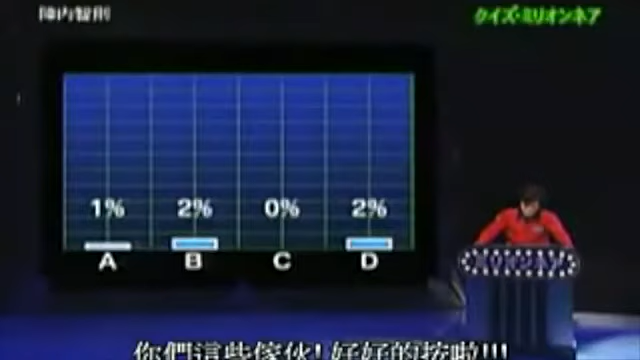 陣内智則
クイズ・ミリオンネア
1% 2% 0% 2%
A B C D
你們這些傢伙!好好的按啦!!!